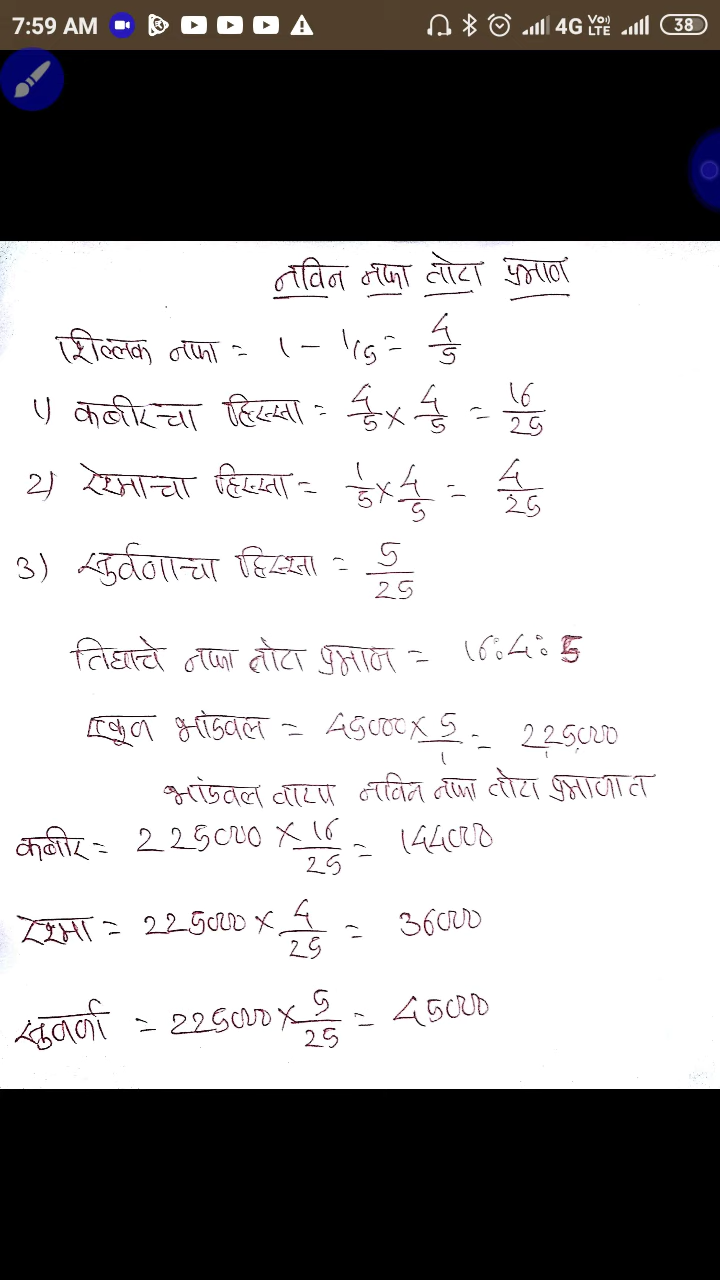 7:59 AM 4G Vo) LTE 38
नविन नफा तोटा प्रमाण
शिल्लक नफा = 1 - 1/5 = 4/5
1) कबीरचा हिस्सा = 4/5 × 4/5 = 16/25
2) रेश्माचा हिस्सा = 1/5 × 4/5 = 4/25
3) सुर्वणाचा हिस्सा = 5/25
तिघाचे नफा तोटा प्रमान = 16:4:5
एकून भांडवल = 45000 × 5/1 = 225000
भांडवल वाटप नविन नफा तोटा प्रमाणात
कबीर = 225000 × 16/25 = 144000
रेश्मा = 225000 × 4/25 = 36000
सुवर्णा = 225000 × 5/25 = 45000